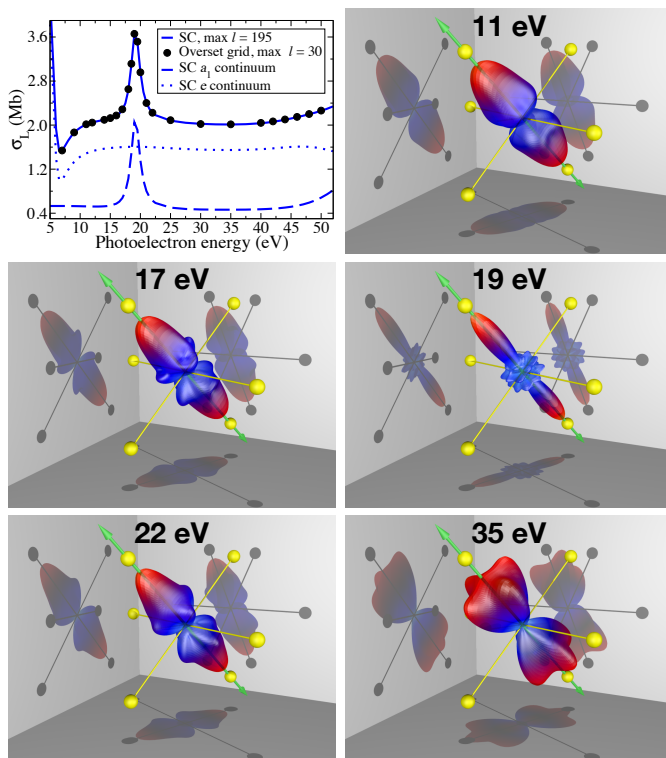 3.6
2.8
2.0
1.2
0.4
σL (Mb)
SC, max l = 195
Overset grid, max l = 30
SC a1 continuum
SC e continuum
5 10 15 20 25 30 35 40 45 50
Photoelectron energy (eV)
11 eV
17 eV
19 eV
22 eV
35 eV